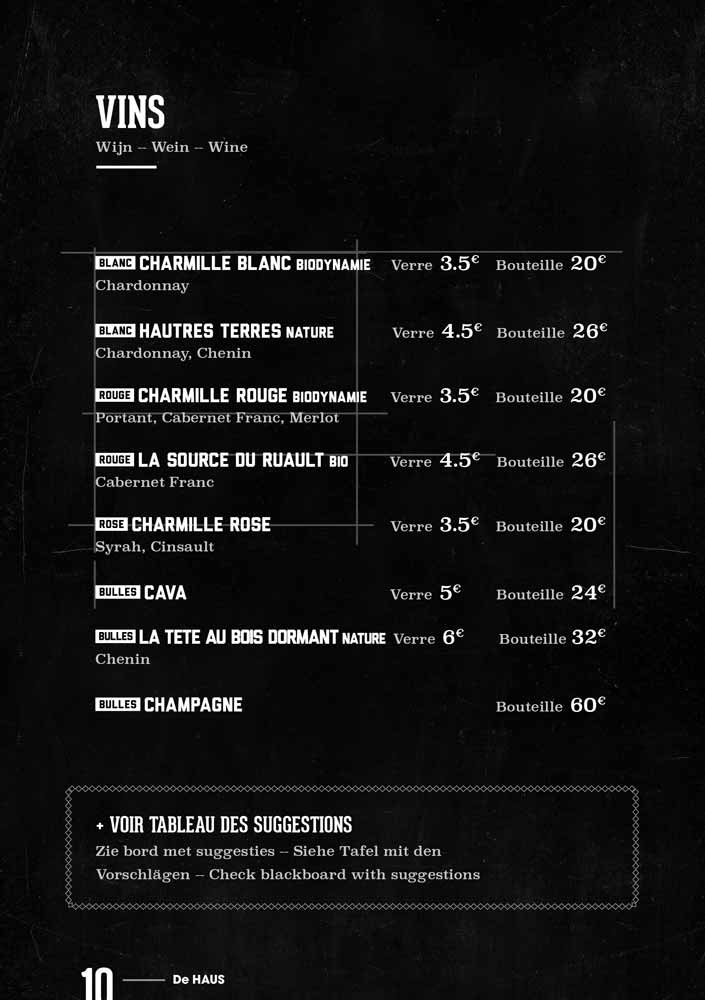 VINS
Wijn – Wein – Wine
BLANC CHARMILLE BLANC BIODYNAMIE Verre 3.5€ Bouteille 20€
Chardonnay
BLANC HAUTRES TERRES NATURE Verre 4.5€ Bouteille 26€
Chardonnay, Chenin
ROUGE CHARMILLE ROUGE BIODYNAMIE Verre 3.5€ Bouteille 20€
Portant, Cabernet Franc, Merlot
ROUGE LA SOURCE DU RUAULT BIO Verre 4.5€ Bouteille 26€
Cabernet Franc
ROSE CHARMILLE ROSE Verre 3.5€ Bouteille 20€
Syrah, Cinsault
BULLES CAVA Verre 5€ Bouteille 24€
BULLES LA TETE AU BOIS DORMANT NATURE Verre 6€ Bouteille 32€
Chenin
BULLES CHAMPAGNE Bouteille 60€
+ VOIR TABLEAU DES SUGGESTIONS
Zie bord met suggesties – Siehe Tafel mit den
Vorschlägen – Check blackboard with suggestions
10 De HAUS